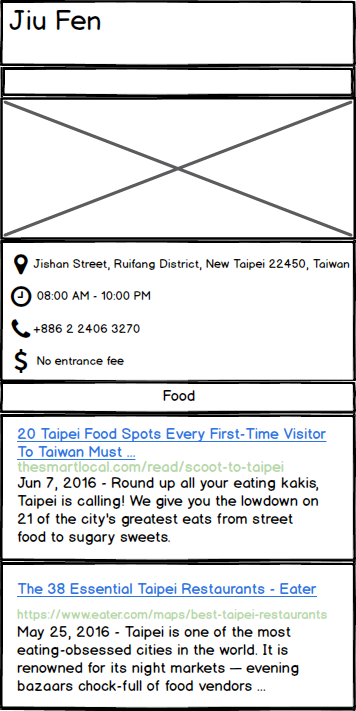 Jiu Fen
Jishan Street, Ruifang District, New Taipei 22450, Taiwan
08:00 AM - 10:00 PM
+886 2 2406 3270
$ No entrance fee
Food
20 Taipei Food Spots Every First-Time Visitor
To Taiwan Must ...
thesmartlocal.com/read/scoot-to-taipei
Jun 7, 2016 - Round up all your eating kakis,
Taipei is calling! We give you the lowdown on
21 of the city's greatest eats from street
food to sugary sweets.
The 38 Essential Taipei Restaurants - Eater
https://www.eater.com/maps/best-taipei-restaurants
May 25, 2016 - Taipei is one of the most
eating-obsessed cities in the world. It is
renowned for its night markets — evening
bazaars chock-full of food vendors ...